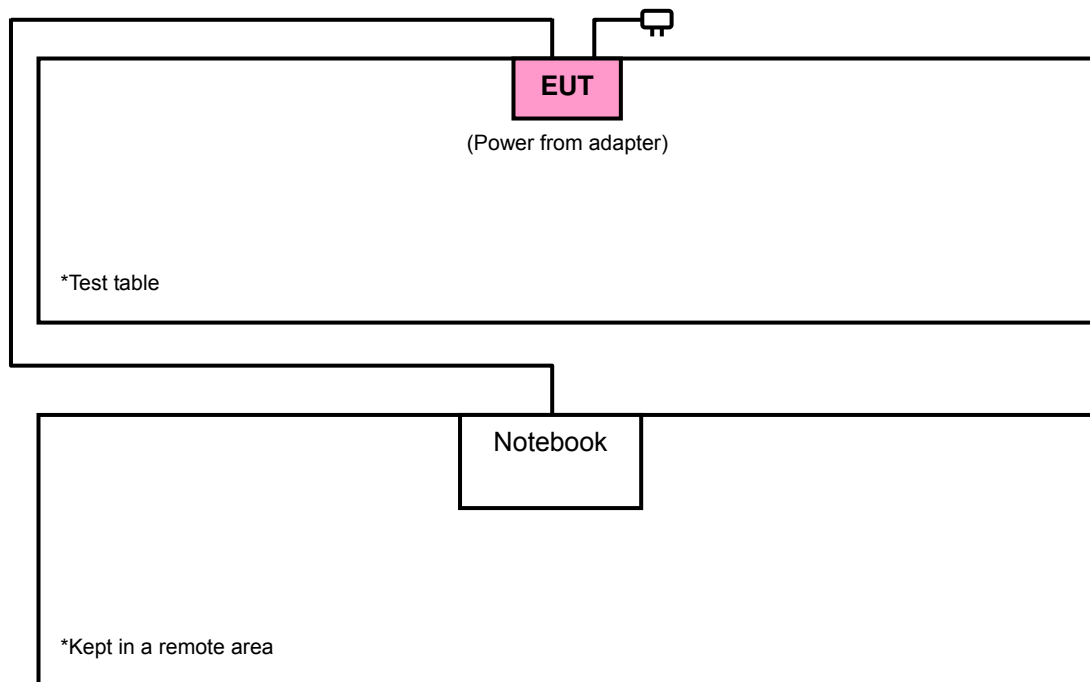 EUT
(Power from adapter)
*Test table
Notebook
*Kept in a remote area